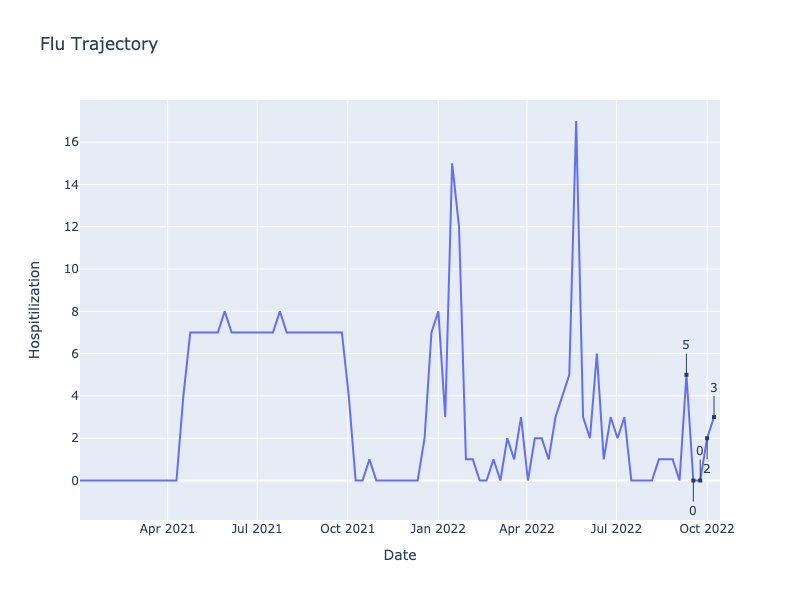 Flu Trajectory
Hospitilization
16
14
12
10
8
6
4
2
0
5
3
0
2
0
Apr 2021
Jul 2021
Oct 2021
Jan 2022
Apr 2022
Jul 2022
Oct 2022
Date